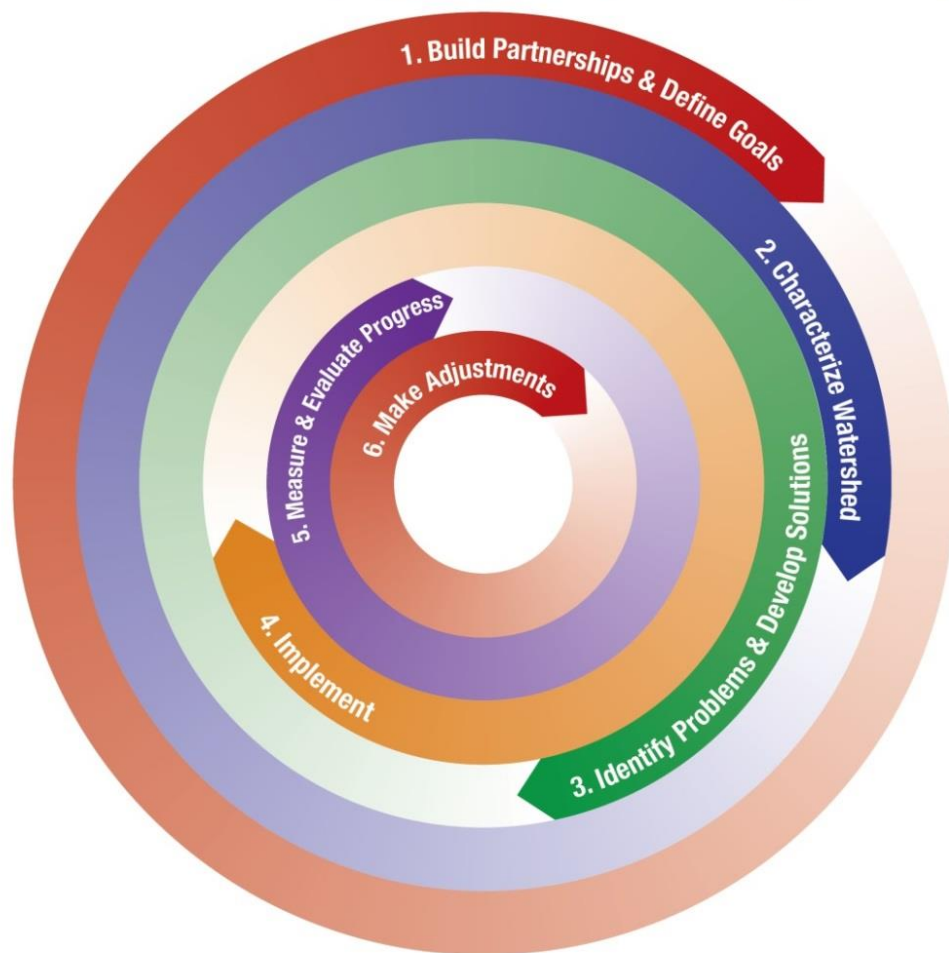 1. Build Partnerships & Define Goals
2. Characterize Watershed
3. Identify Problems & Develop Solutions
4. Implement
5. Measure & Evaluate Progress
6. Make Adjustments